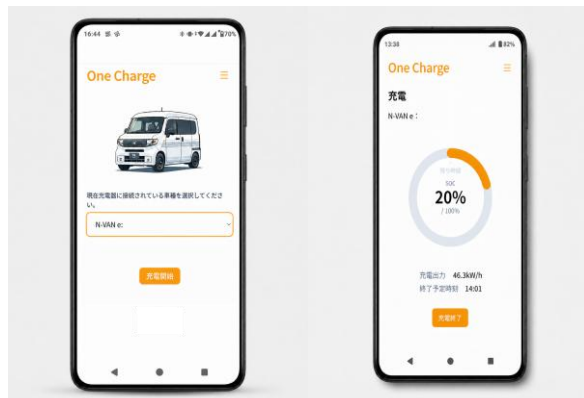 16:44
70%
One Charge
現在充電器に接続されている車種を選択してくださ
い。
N-VAN e:
充電開始
13:38
82%
One Charge
充電
N-VAN e :
SOC
20%
/ 100%
充電出力 46.3kW/h
終了予定時刻 14:01
充電終了